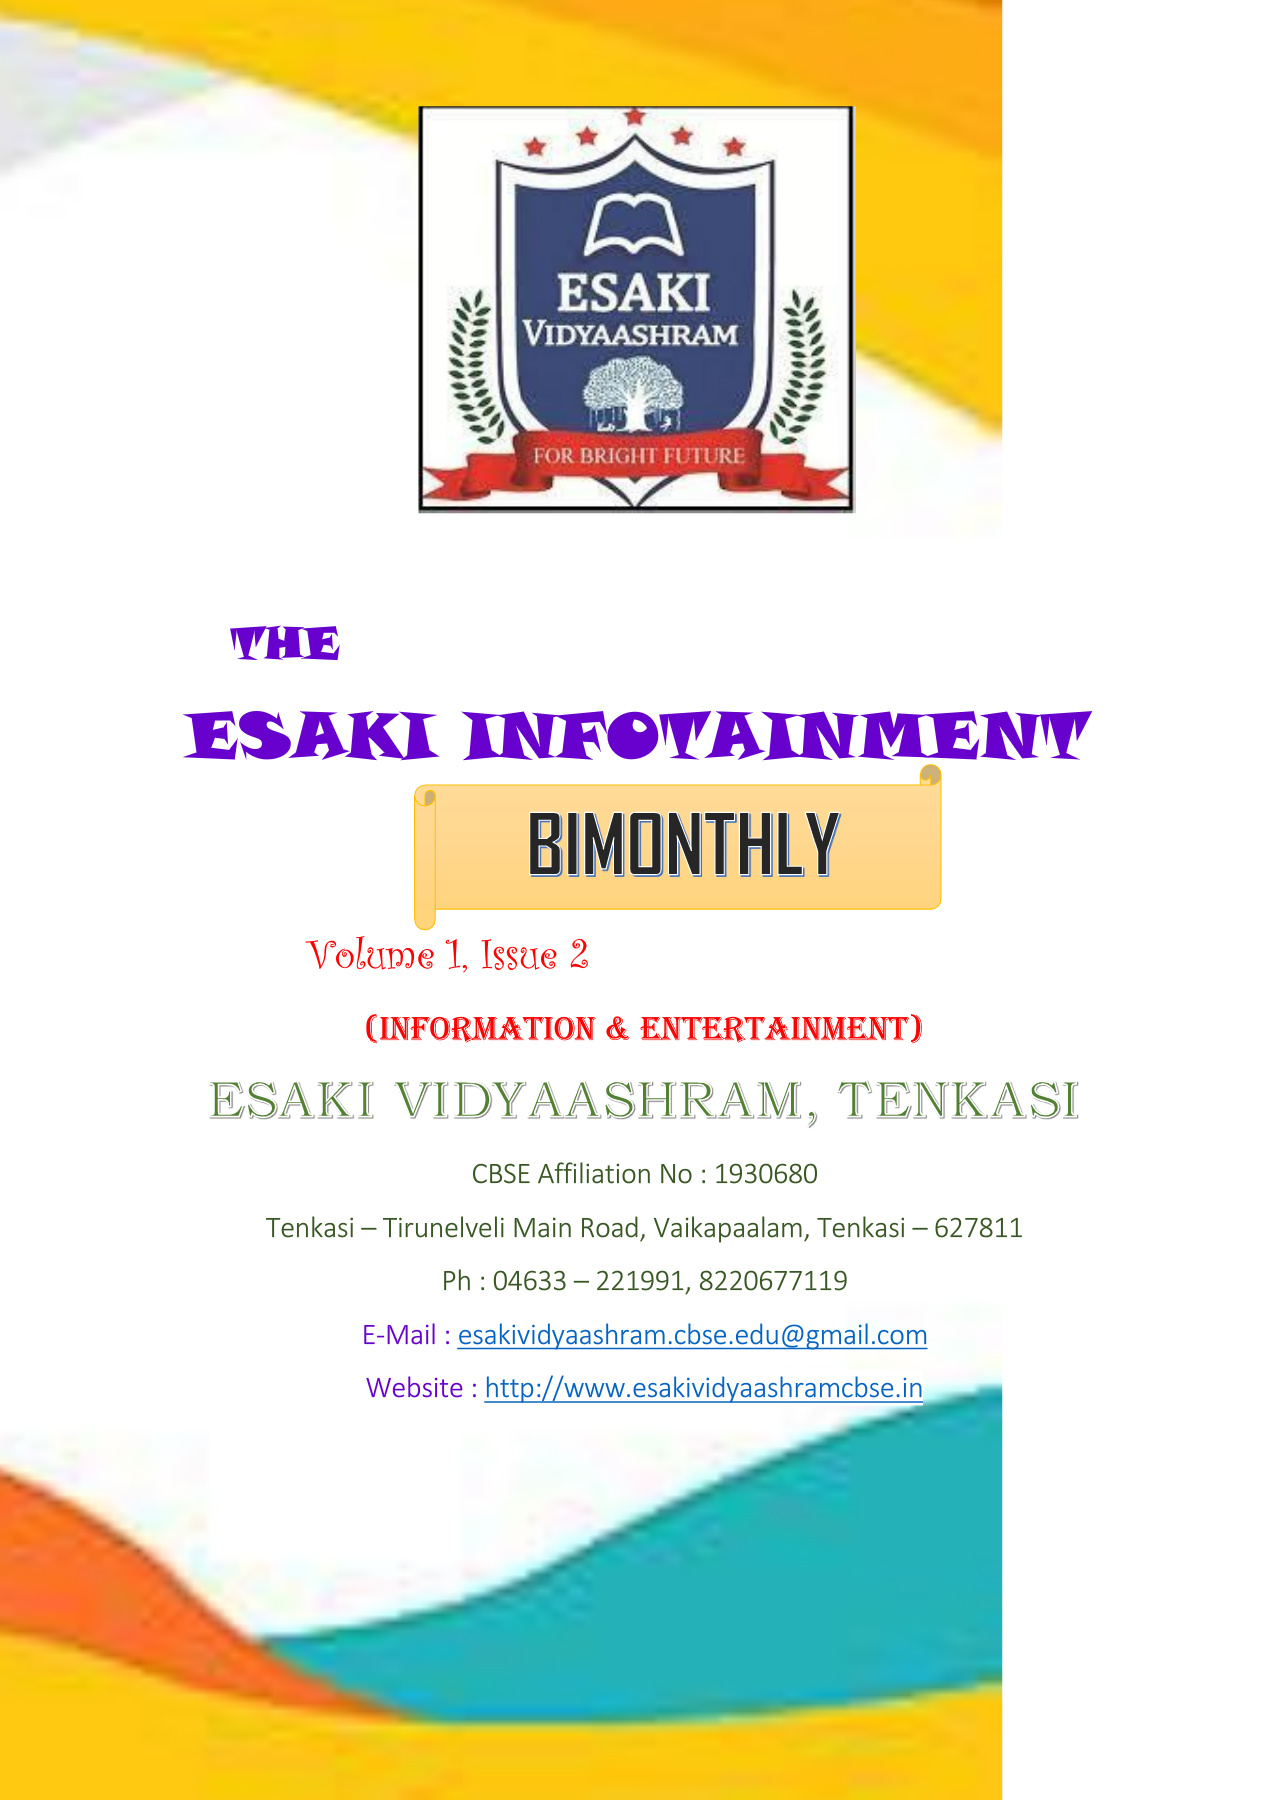 ESAKI
VIDYAASHRAM
FOR BRIGHT FUTURE
THE
ESAKI INFOTAINMENT
BIMONTHLY
Volume 1, Issue 2
(INFORMATION & ENTERTAINMENT)
ESAKI VIDYAASHRAM, TENKASI
CBSE Affiliation No : 1930680
Tenkasi – Tirunelveli Main Road, Vaikapaalam, Tenkasi – 627811
Ph : 04633 – 221991, 8220677119
E-Mail : esakividyaashram.cbse.edu@gmail.com
Website : http://www.esakividyaashramcbse.in